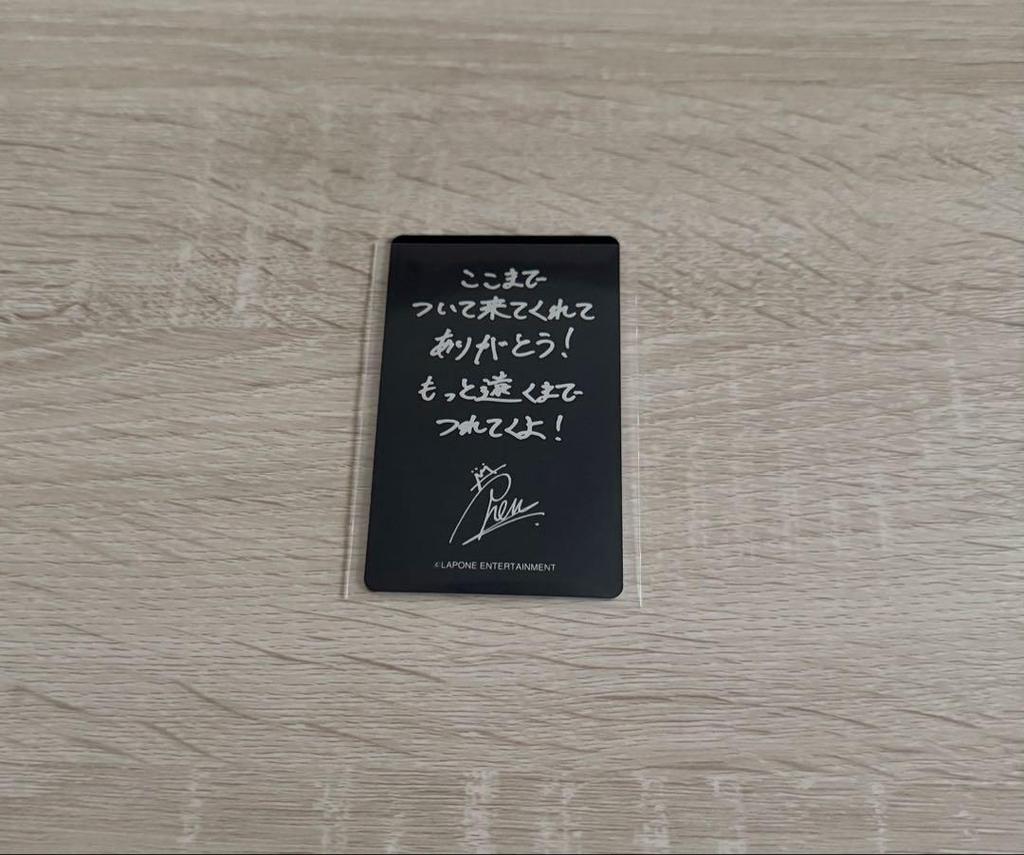 ここまで
ついて来てくれて
ありがとう!
もっと遠くまで
つれてくよ!
Ren
©LAPONE ENTERTAINMENT